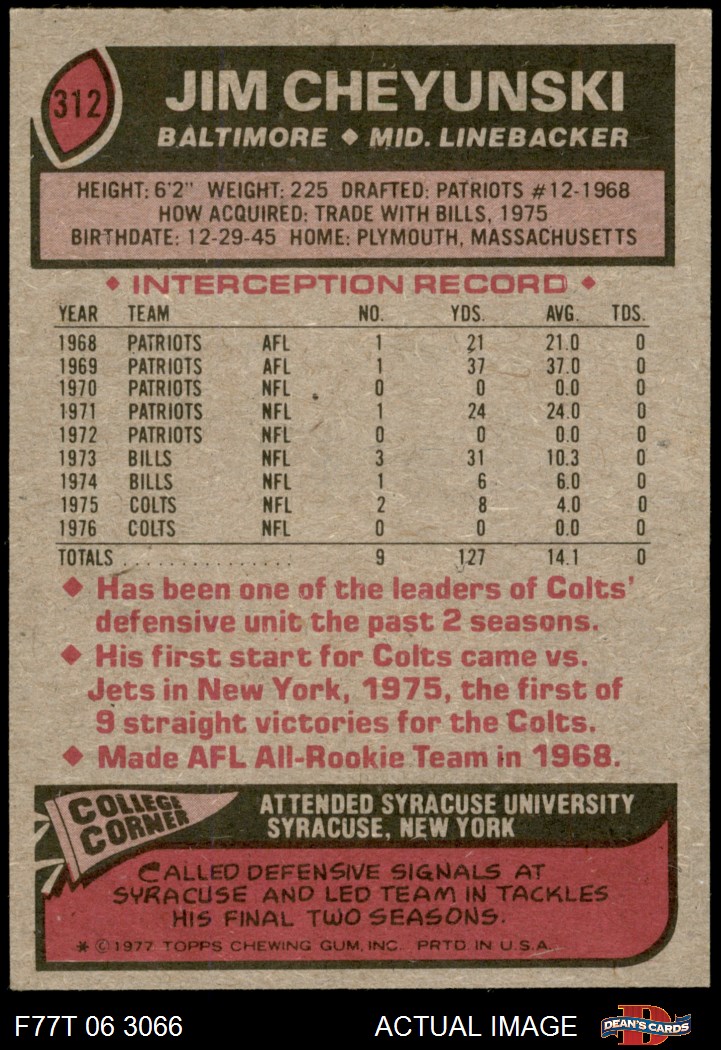 312
JIM CHEYUNSKI
BALTIMORE ◆ MID. LINEBACKER
HEIGHT: 6'2" WEIGHT: 225 DRAFTED: PATRIOTS #12-1968
HOW ACQUIRED: TRADE WITH BILLS, 1975
BIRTHDATE: 12-29-45 HOME: PLYMOUTH, MASSACHUSETTS
◆ INTERCEPTION RECORD ◆
YEAR TEAM NO. YDS. AVG. TDS.
1968 PATRIOTS AFL 1 21 21.0 0
1969 PATRIOTS AFL 1 37 37.0 0
1970 PATRIOTS NFL 0 0 0.0 0
1971 PATRIOTS NFL 1 24 24.0 0
1972 PATRIOTS NFL 0 0 0.0 0
1973 BILLS NFL 3 31 10.3 0
1974 BILLS NFL 1 6 6.0 0
1975 COLTS NFL 2 8 4.0 0
1976 COLTS NFL 0 0 0.0 0
TOTALS . . . . . . . . . . . . . . . 9 127 14.1 0
◆ Has been one of the leaders of Colts'
defensive unit the past 2 seasons.
◆ His first start for Colts came vs.
Jets in New York, 1975, the first of
9 straight victories for the Colts.
◆ Made AFL All-Rookie Team in 1968.
COLLEGE
CORNER
ATTENDED SYRACUSE UNIVERSITY
SYRACUSE, NEW YORK
CALLED DEFENSIVE SIGNALS AT
SYRACUSE AND LED TEAM IN TACKLES
HIS FINAL TWO SEASONS.
* © 1977 TOPPS CHEWING GUM, INC. PRTD. IN U.S.A.
F77T 06 3066 ACTUAL IMAGE
D
DEAN'S CARDS